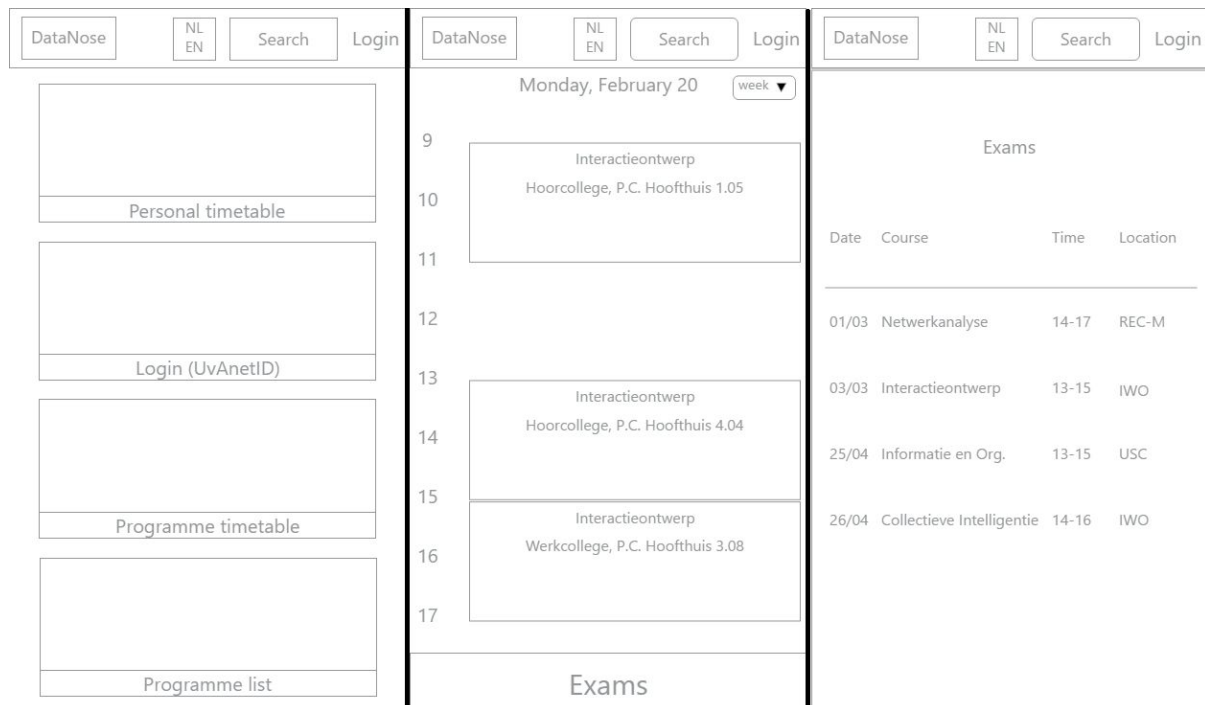 DataNose
NL
EN
Search
Login
Personal timetable
Login (UvAnetID)
Programme timetable
Programme list
DataNose
NL
EN
Search
Login
Monday, February 20
week ▼
9
Interactieontwerp
Hoorcollege, P.C. Hoofthuis 1.05
10
11
12
13
Interactieontwerp
Hoorcollege, P.C. Hoofthuis 4.04
14
15
Interactieontwerp
Werkcollege, P.C. Hoofthuis 3.08
16
17
Exams
DataNose
NL
EN
Search
Login
Exams
Date Course Time Location
01/03 Netwerkanalyse 14-17 REC-M
03/03 Interactieontwerp 13-15 IWO
25/04 Informatie en Org. 13-15 USC
26/04 Collectieve Intelligentie 14-16 IWO